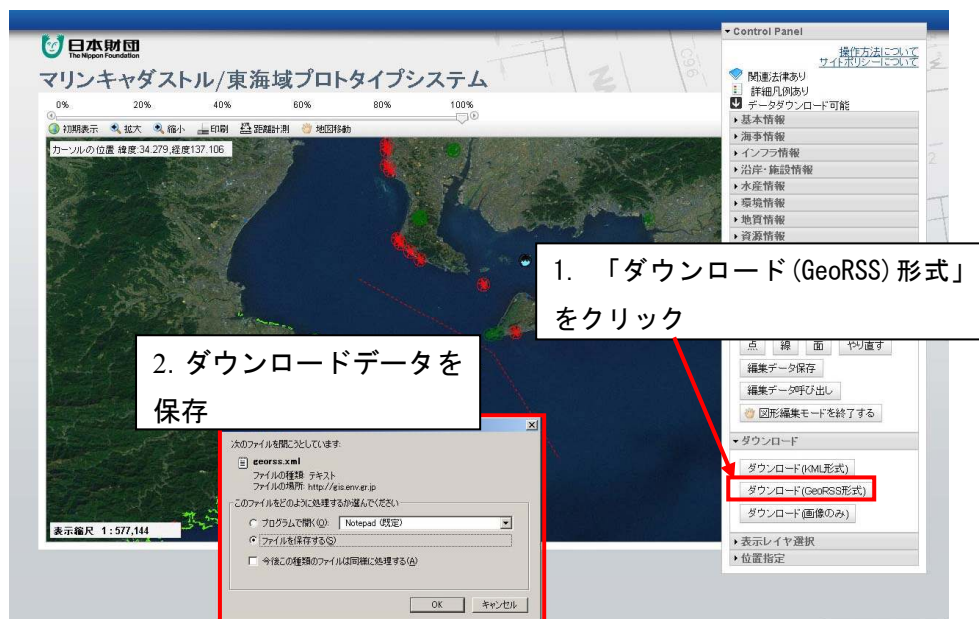 Control Panel
日本財団
The Nippon Foundation
マリンキャダストル/東海域プロトタイプシステム
操作方法について
サイトポリシーについて
関連法律あり
詳細凡例あり
データダウンロード可能
0% 20% 40% 60% 80% 100%
初期表示 拡大 縮小 印刷 距離計測 地図移動
カーソルの位置 緯度:34.279,経度137.106
基本情報
海事情報
インフラ情報
沿岸・施設情報
水産情報
環境情報
地質情報
資源情報
1. 「ダウンロード(GeoRSS)形式」
をクリック
点 線 面 やり直す
編集データ保存
編集データ呼び出し
図形編集モードを終了する
2. ダウンロードデータを
保存
ダウンロード
ダウンロード(KML形式)
ダウンロード(GeoRSS形式)
ダウンロード(画像のみ)
表示レイヤ選択
位置指定
次のファイルを開こうとしています:
georss.xml
ファイルの種類: テキスト
ファイルの場所: http://gis.env.gr.jp
このファイルをどのように処理するか選んでください
プログラムで開く(O): Notepad (既定)
ファイルを保存する(S)
今後この種類のファイルは同様に処理する(A)
OK キャンセル
表示縮尺 1:577,144